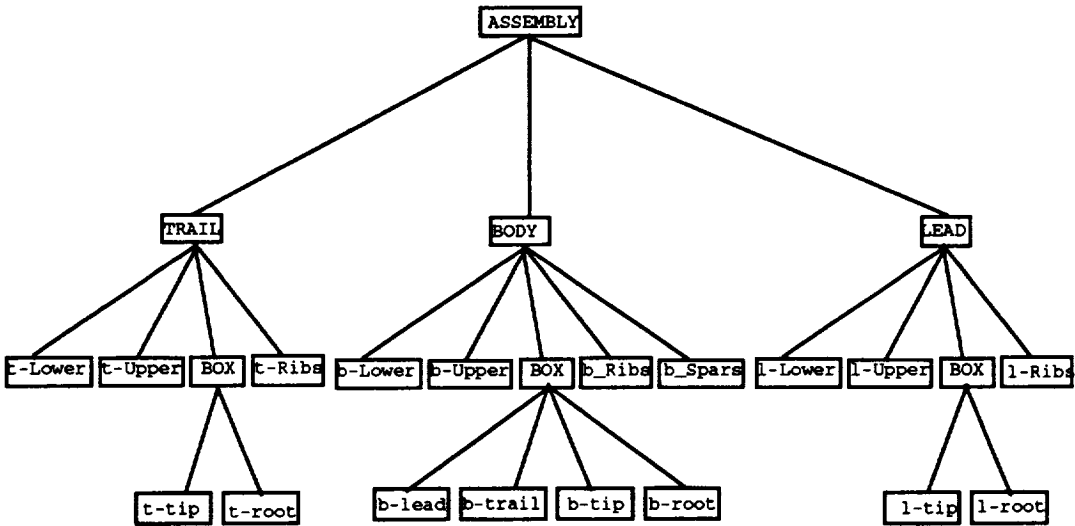 ASSEMBLY
TRAIL BODY LEAD
t-Lower t-Upper BOX t-Ribs b-Lower b-Upper BOX b_Ribs b_Spars l-Lower l-Upper BOX l-Ribs
t-tip t-root b-lead b-trail b-tip b-root l-tip l-root